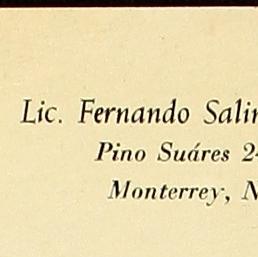 Lic. Fernando Salin
Pino Suáres 2
Monterrey, N